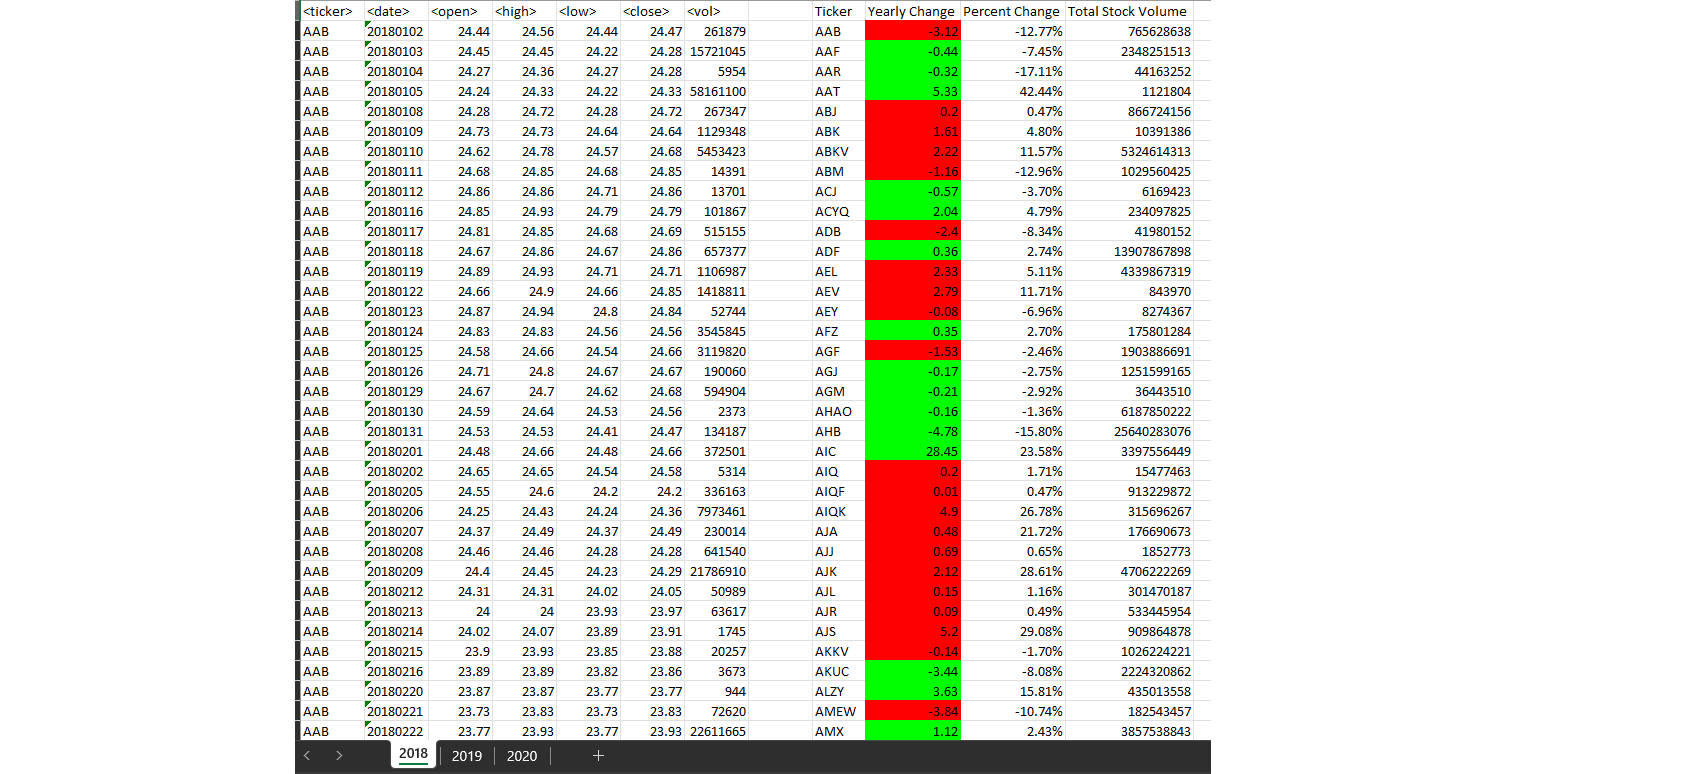 <ticker> <date> <open> <high> <low> <close> <vol> Ticker Yearly Change Percent Change Total Stock Volume
AAB 20180102 24.44 24.56 24.44 24.47 261879 AAB -3.12 -12.77% 765628638
AAB 20180103 24.45 24.45 24.22 24.28 15721045 AAF -0.44 -7.45% 2348251513
AAB 20180104 24.27 24.36 24.27 24.28 5954 AAR -0.32 -17.11% 44163252
AAB 20180105 24.24 24.33 24.22 24.33 58161100 AAT 5.33 42.44% 1121804
AAB 20180108 24.28 24.72 24.28 24.72 267347 ABJ 0.2 0.47% 866724156
AAB 20180109 24.73 24.73 24.64 24.64 1129348 ABK 1.61 4.80% 10391386
AAB 20180110 24.62 24.78 24.57 24.68 5453423 ABKV 2.22 11.57% 5324614313
AAB 20180111 24.68 24.85 24.68 24.85 14391 ABM -1.16 -12.96% 1029560425
AAB 20180112 24.86 24.86 24.71 24.86 13701 ACJ -0.57 -3.70% 6169423
AAB 20180116 24.85 24.93 24.79 24.79 101867 ACYQ 2.04 4.79% 234097825
AAB 20180117 24.81 24.85 24.68 24.69 515155 ADB -2.4 -8.34% 41980152
AAB 20180118 24.67 24.86 24.67 24.86 657377 ADF 0.36 2.74% 13907867898
AAB 20180119 24.89 24.93 24.71 24.71 1106987 AEL 2.33 5.11% 4339867319
AAB 20180122 24.66 24.9 24.66 24.85 1418811 AEV 2.79 11.71% 843970
AAB 20180123 24.87 24.94 24.8 24.84 52744 AEY -0.08 -6.96% 8274367
AAB 20180124 24.83 24.83 24.56 24.56 3545845 AFZ 0.35 2.70% 175801284
AAB 20180125 24.58 24.66 24.54 24.66 3119820 AGF -1.53 -2.46% 1903886691
AAB 20180126 24.71 24.8 24.67 24.67 190060 AGJ -0.17 -2.75% 1251599165
AAB 20180129 24.67 24.7 24.62 24.68 594904 AGM -0.21 -2.92% 36443510
AAB 20180130 24.59 24.64 24.53 24.56 2373 AHAO -0.16 -1.36% 6187850222
AAB 20180131 24.53 24.53 24.41 24.47 134187 AHB -4.78 -15.80% 25640283076
AAB 20180201 24.48 24.66 24.48 24.66 372501 AIC 28.45 23.58% 3397556449
AAB 20180202 24.65 24.65 24.54 24.58 5314 AIQ 0.2 1.71% 15477463
AAB 20180205 24.55 24.6 24.2 24.2 336163 AIQF 0.01 0.47% 913229872
AAB 20180206 24.25 24.43 24.24 24.36 7973461 AIQK 4.9 26.78% 315696267
AAB 20180207 24.37 24.49 24.37 24.49 230014 AJA 0.48 21.72% 176690673
AAB 20180208 24.46 24.46 24.28 24.28 641540 AJJ 0.69 0.65% 1852773
AAB 20180209 24.4 24.45 24.23 24.29 21786910 AJK 2.12 28.61% 4706222269
AAB 20180212 24.31 24.31 24.02 24.05 50989 AJL 0.15 1.16% 301470187
AAB 20180213 24 24 23.93 23.97 63617 AJR 0.09 0.49% 533445954
AAB 20180214 24.02 24.07 23.89 23.91 1745 AJS 5.2 29.08% 909864878
AAB 20180215 23.9 23.93 23.85 23.88 20257 AKKV -0.14 -1.70% 1026224221
AAB 20180216 23.89 23.89 23.82 23.86 3673 AKUC -3.44 -8.08% 2224320862
AAB 20180220 23.87 23.87 23.77 23.77 944 ALZY 3.63 15.81% 435013558
AAB 20180221 23.73 23.83 23.73 23.83 72620 AMEW -3.84 -10.74% 182543457
AAB 20180222 23.77 23.93 23.77 23.93 22611665 AMX 1.12 2.43% 3857538843
2018 2019 2020